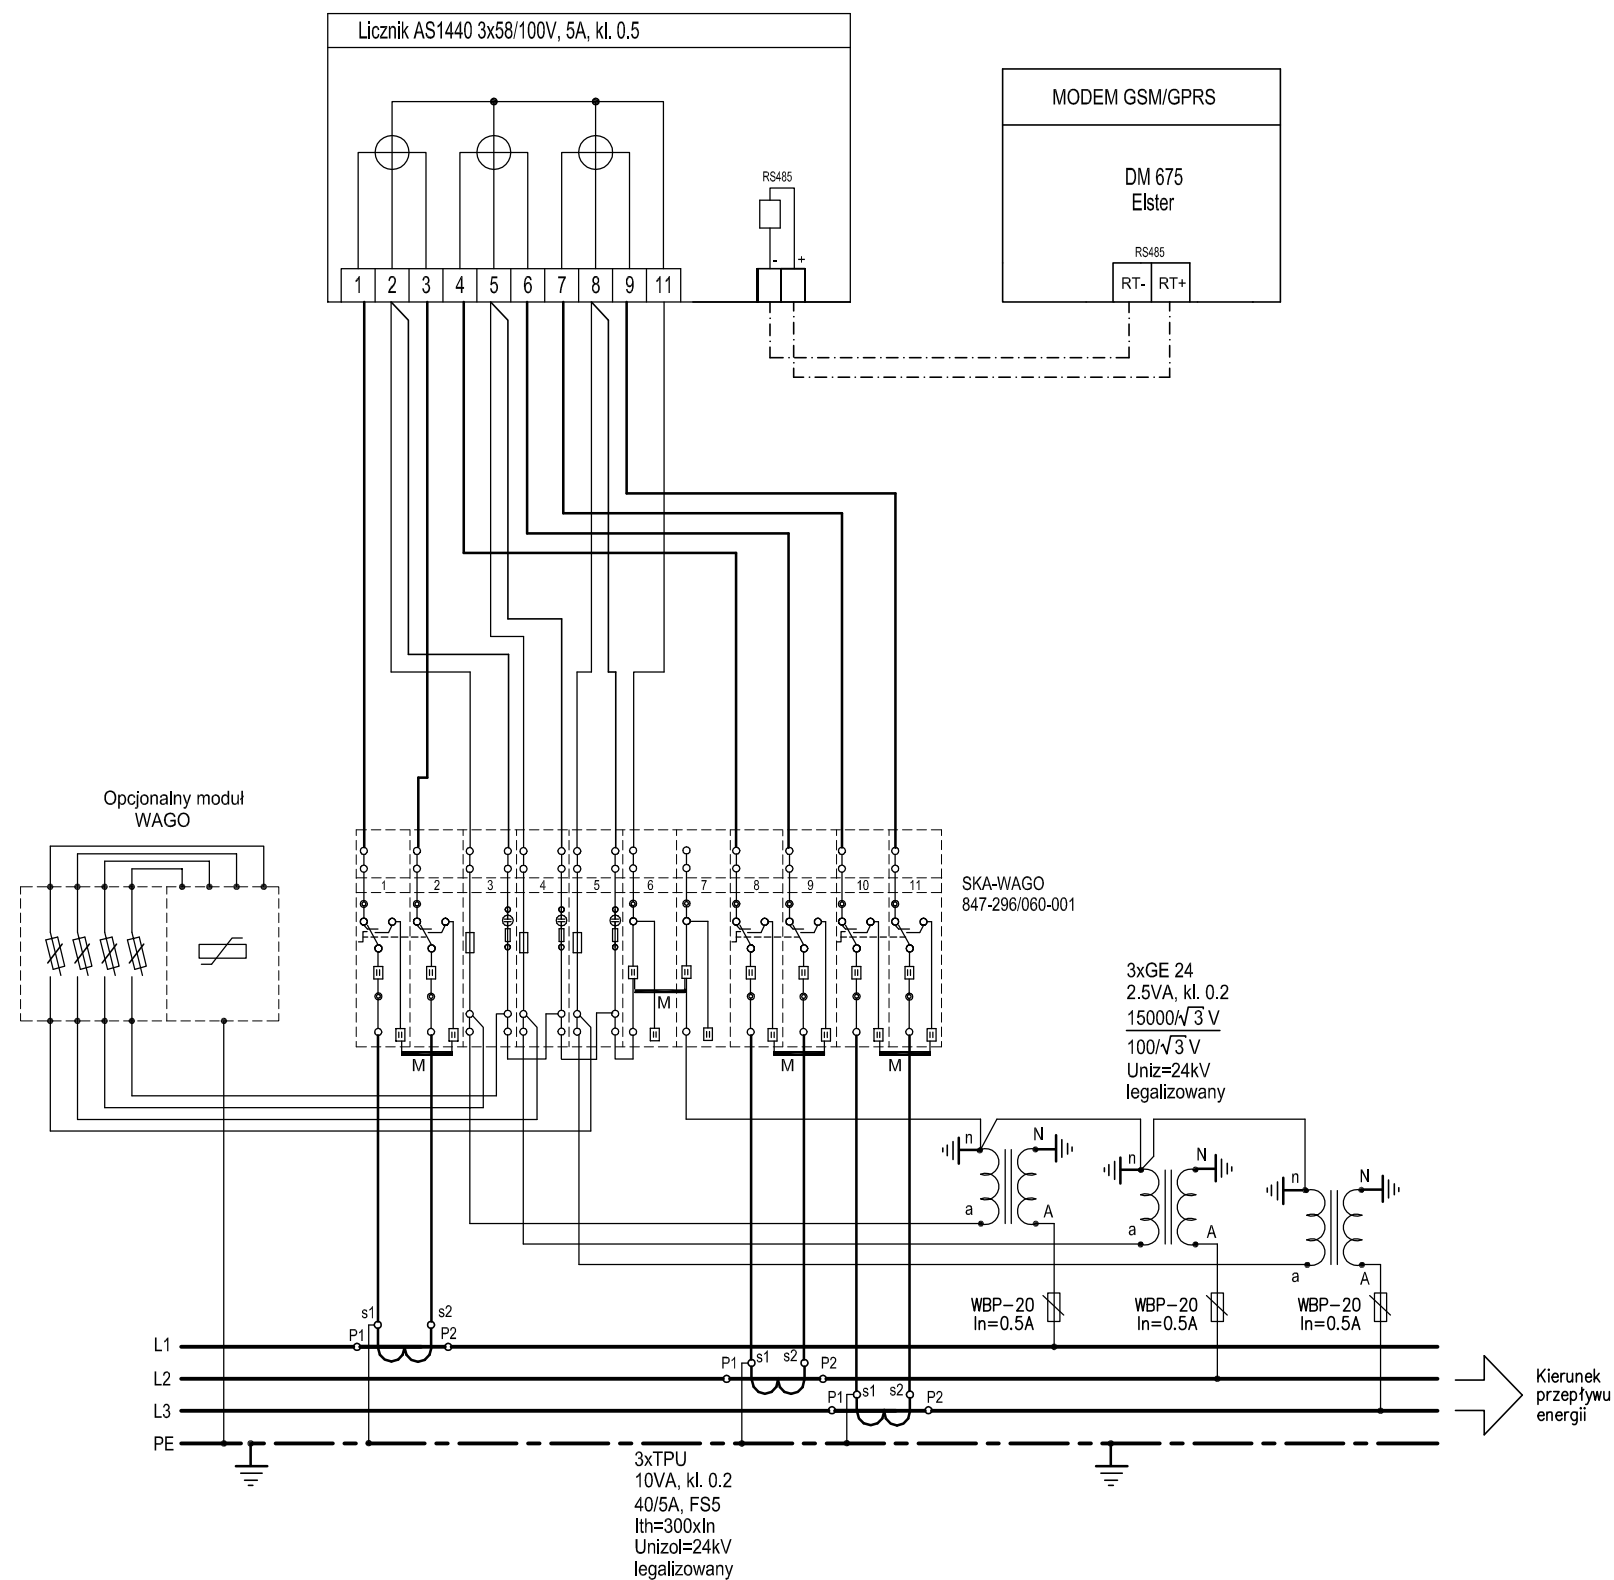 Licznik AS1440 3x58/100V, 5A, kl. 0.5
MODEM GSM/GPRS
DM 675
Elster
RS485
RT- RT+
RS485
- +
1 2 3 4 5 6 7 8 9 11
Opcjonalny moduł
WAGO
1 2 3 4 5 6 7 8 9 10 11
SKA-WAGO
847-296/060-001
M
M
M
M
3xGE 24
2.5VA, kl. 0.2
15000/√3 V
100/√3 V
Uniz=24kV
legalizowany
n N
a A
n N
a A
n N
a A
WBP-20
In=0.5A
WBP-20
In=0.5A
WBP-20
In=0.5A
s1 s2
P1 P2
L1
P1 s1 s2 P2
L2
P1 s1 s2 P2
L3
PE
Kierunek
przepływu
energii
3xTPU
10VA, kl. 0.2
40/5A, FS5
Ith=300xIn
Unizol=24kV
legalizowany